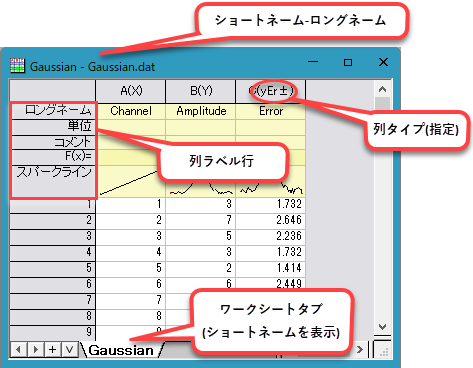 ショートネーム-ロングネーム
Gaussian - Gaussian.dat
A(X) B(Y) C(yEr±)
ロングネーム Channel Amplitude Error
単位
コメント
F(x)=
スパークライン
列タイプ(指定)
列ラベル行
1 1 3 1.732
2 2 7 2.646
3 3 5 2.236
4 4 3 1.732
5 5 2 1.414
6 6 6 2.449
7 7
8 8
9
ワークシートタブ
(ショートネームを表示)
Gaussian